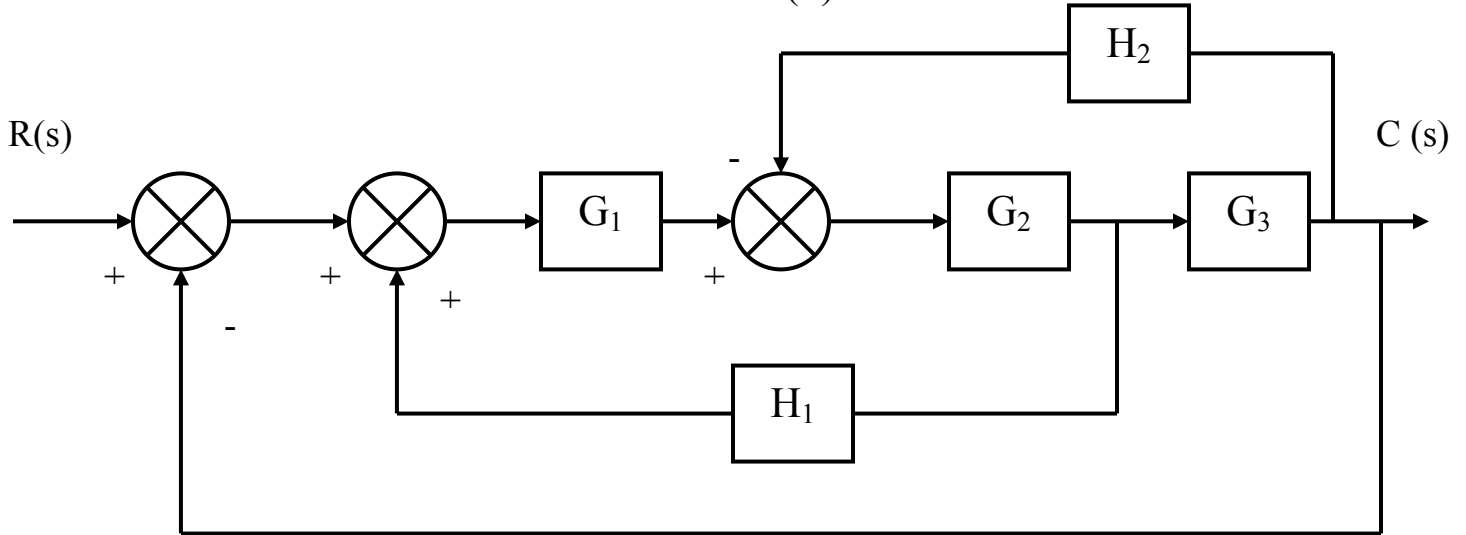 H₂
R(s)
C (s)
-
G₁
G₂
G₃
+
+
+
+
-
H₁